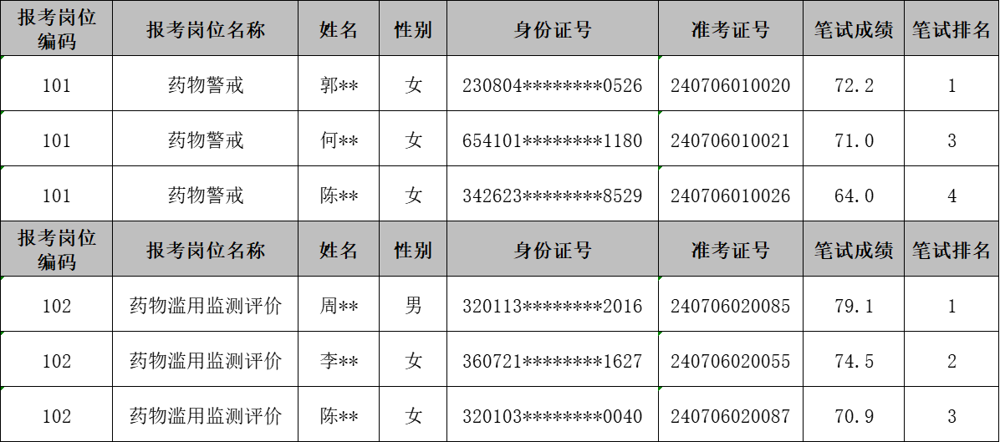 报考岗位编码 报考岗位名称 姓名 性别 身份证号 准考证号 笔试成绩 笔试排名
101 药物警戒 郭** 女 230804********0526 240706010020 72.2 1
101 药物警戒 何** 女 654101********1180 240706010021 71.0 3
101 药物警戒 陈** 女 342623********8529 240706010026 64.0 4
报考岗位编码 报考岗位名称 姓名 性别 身份证号 准考证号 笔试成绩 笔试排名
102 药物滥用监测评价 周** 男 320113********2016 240706020085 79.1 1
102 药物滥用监测评价 李** 女 360721********1627 240706020055 74.5 2
102 药物滥用监测评价 陈** 女 320103********0040 240706020087 70.9 3